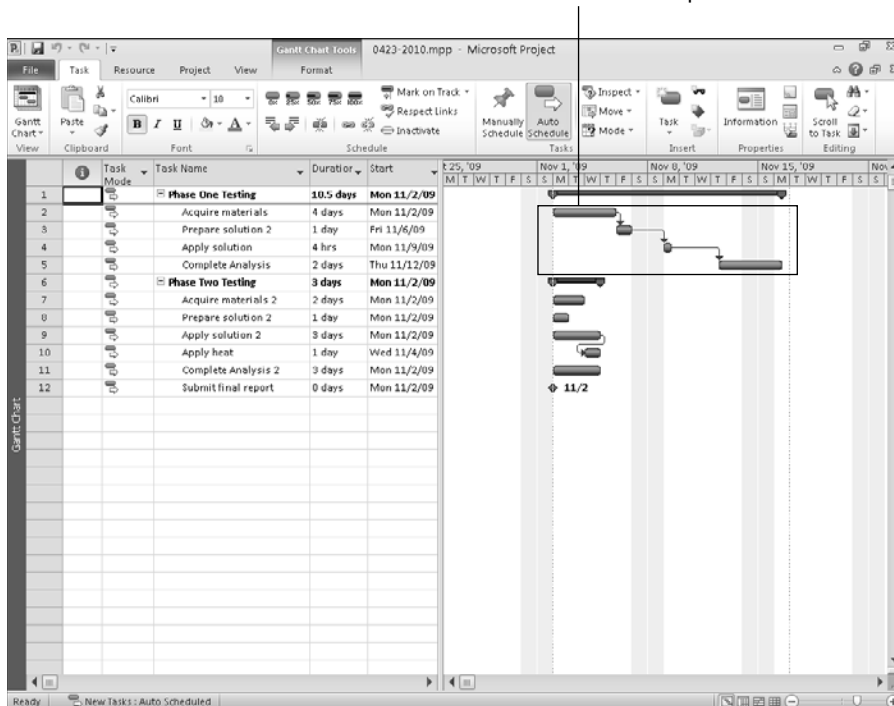 Gantt Chart Tools 0423-2010.mpp - Microsoft Project
File Task Resource Project View Format
Gantt Chart
View
Paste
Clipboard
Calibri 10
B I U A
Font
0% 25% 50% 75% 100%
Mark on Track
Respect Links
Inactivate
Schedule
Manually Schedule
Auto Schedule
Inspect
Move
Mode
Tasks
Task
Insert
Information
Properties
Scroll to Task
Editing
Task Mode Task Name Duration Start
t 25, '09 Nov 1, '09 Nov 8, '09 Nov 15, '09 Nov
M T W T F S S M T W T F S S M T W T F S S M T W T F S
1 Phase One Testing 10.5 days Mon 11/2/09
2 Acquire materials 4 days Mon 11/2/09
3 Prepare solution 2 1 day Fri 11/6/09
4 Apply solution 4 hrs Mon 11/9/09
5 Complete Analysis 2 days Thu 11/12/09
6 Phase Two Testing 3 days Mon 11/2/09
7 Acquire materials 2 2 days Mon 11/2/09
8 Prepare solution 2 1 day Mon 11/2/09
9 Apply solution 2 3 days Mon 11/2/09
10 Apply heat 1 day Wed 11/4/09
11 Complete Analysis 2 3 days Mon 11/2/09
12 Submit final report 0 days Mon 11/2/09
11/2
Gantt Chart
Ready New Tasks : Auto Scheduled